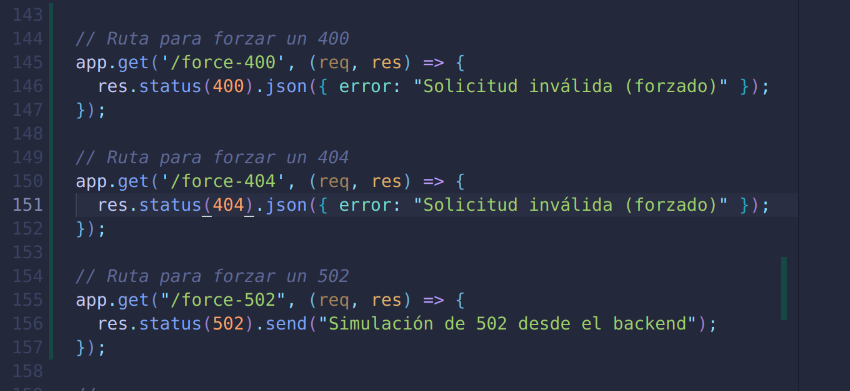 143
144 // Ruta para forzar un 400
145 app.get('/force-400', (req, res) => {
146 res.status(400).json({ error: "Solicitud inválida (forzado)" });
147 });
148
149 // Ruta para forzar un 404
150 app.get('/force-404', (req, res) => {
151 res.status(404).json({ error: "Solicitud inválida (forzado)" });
152 });
153
154 // Ruta para forzar un 502
155 app.get("/force-502", (req, res) => {
156 res.status(502).send("Simulación de 502 desde el backend");
157 });
158